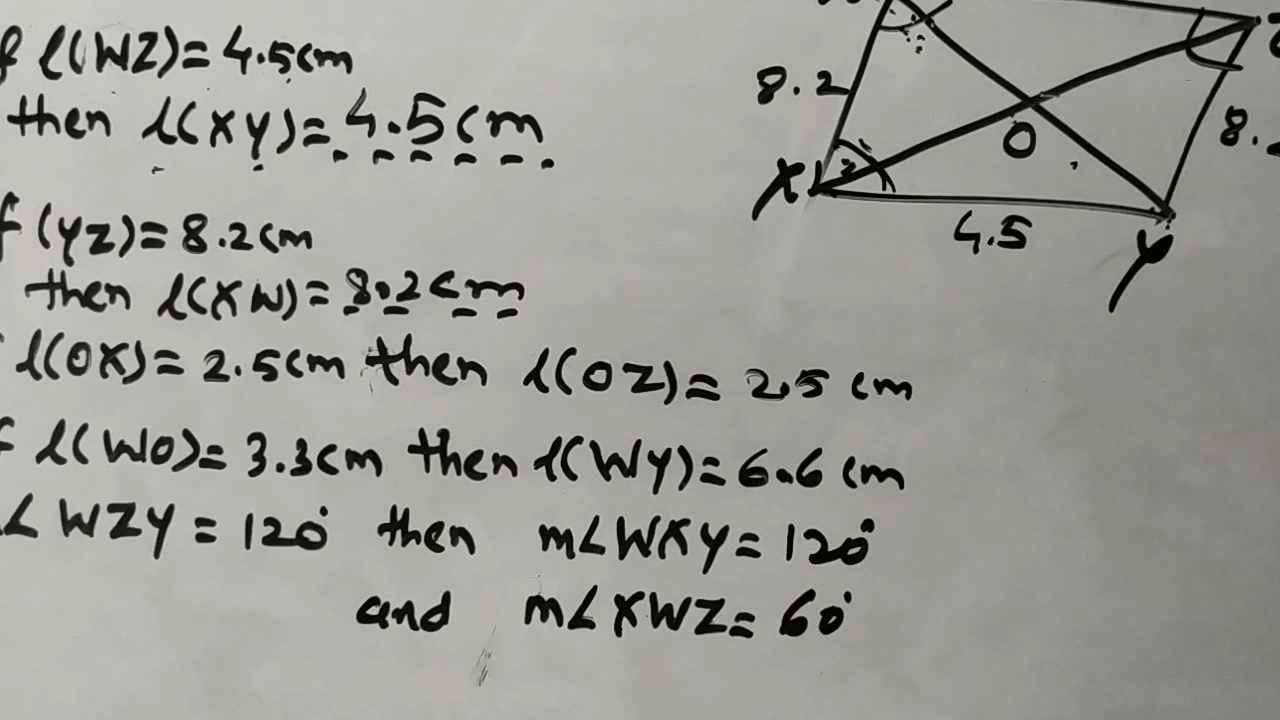 f l(WZ)= 4.5cm
then l(XY)= 4.5cm
f (YZ)= 8.2cm
then l(XW)= 8.2cm
l(OX)= 2.5cm then l(OZ)= 2.5 cm
f l(WO)= 3.3cm then l(WY)= 6.6 cm
∠ WZY = 120° then m∠WXY= 120°
and m∠XWZ= 60°
8.2
O
8.
X
4.5
Y